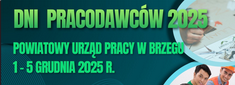 DNI PRACODAWCÓW 2025
POWIATOWY URZĄD PRACY W BRZEGU
1 - 5 GRUDNIA 2025 R.